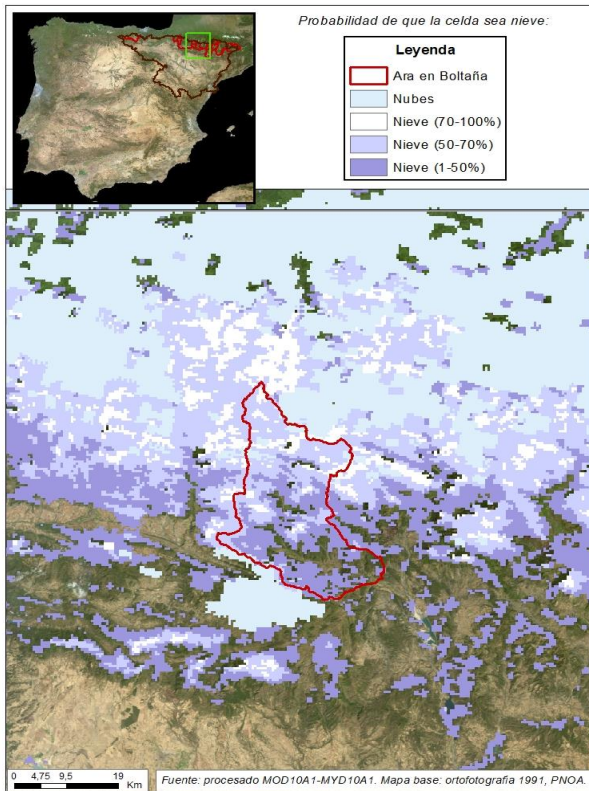 Probabilidad de que la celda sea nieve:
Leyenda
Ara en Boltaña
Nubes
Nieve (70-100%)
Nieve (50-70%)
Nieve (1-50%)
0 4,75 9,5 19
Km
Fuente: procesado MOD10A1-MYD10A1. Mapa base: ortofotografia 1991, PNOA.